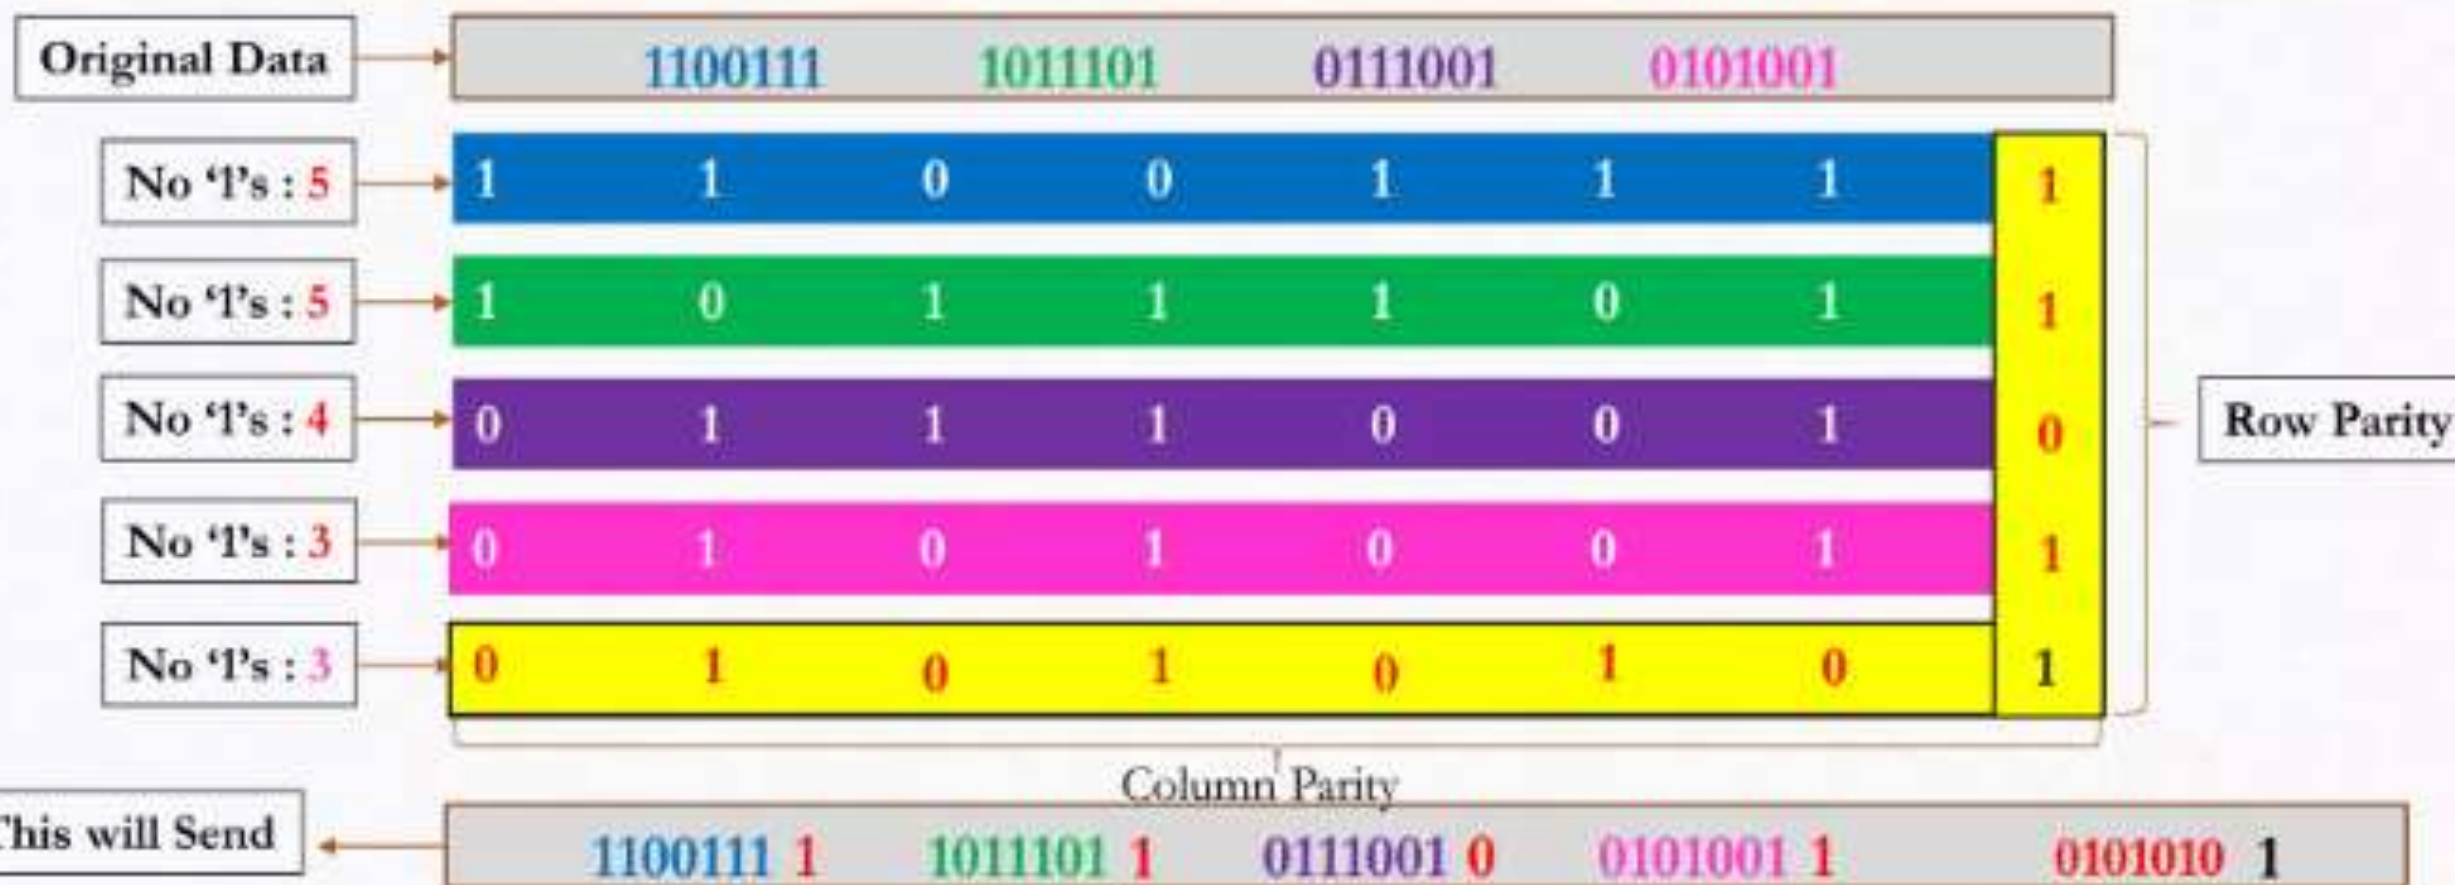 Original Data
1100111 1011101 0111001 0101001
No ‘1’s : 5
1 1 0 0 1 1 1 1
No ‘1’s : 5
1 0 1 1 1 0 1 1
No ‘1’s : 4
0 1 1 1 0 0 1 0
No ‘1’s : 3
0 1 0 1 0 0 1 1
No ‘1’s : 3
0 1 0 1 0 1 0 1
Row Parity
Column Parity
This will Send
1100111 1 1011101 1 0111001 0 0101001 1 0101010 1